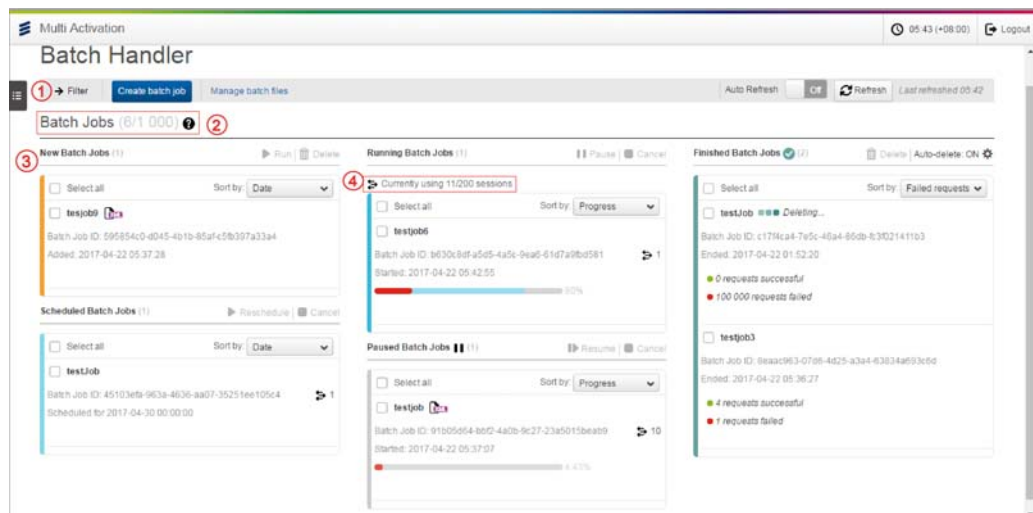 Multi Activation
05:43 (+08:00)
Logout
Batch Handler
1
Filter
Create batch job
Manage batch files
Auto Refresh
Off
Refresh
Last refreshed 05:42
Batch Jobs (6/1 000) ?
2
3
New Batch Jobs (1)
Run | Delete
Select all
Sort by: Date
tesjob9
Batch Job ID: 595854c0-d045-4b1b-85af-c5fb397a33a4
Added: 2017-04-22 05:37:28
Scheduled Batch Jobs (1)
Reschedule | Cancel
Select all
Sort by: Date
testJob
Batch Job ID: 45103efa-963a-4636-aa07-35251ee105c4
1
Scheduled for 2017-04-30 00:00:00
Running Batch Jobs (1)
Pause | Cancel
4
Currently using 11/200 sessions
Select all
Sort by: Progress
testjob6
Batch Job ID: b630c8df-a5d5-4a5c-9ea6-61d7a9fbd581
1
Started: 2017-04-22 05:42:55
80%
Paused Batch Jobs (1)
Resume | Cancel
Select all
Sort by: Progress
testjob
Batch Job ID: 91b05d64-bbf2-4a0b-9c27-23a5015beab9
10
Started: 2017-04-22 05:37:07
4.43%
Finished Batch Jobs (2)
Delete | Auto-delete: ON
Select all
Sort by: Failed requests
testJob
Deleting...
Batch Job ID: c17f4ca4-7e5c-46a4-86db-fc3f021411b3
Ended: 2017-04-22 01:52:20
0 requests successful
100 000 requests failed
testjob3
Batch Job ID: 8eaac963-07d6-4d25-a3a4-63834a693c6d
Ended: 2017-04-22 05:36:27
4 requests successful
1 requests failed